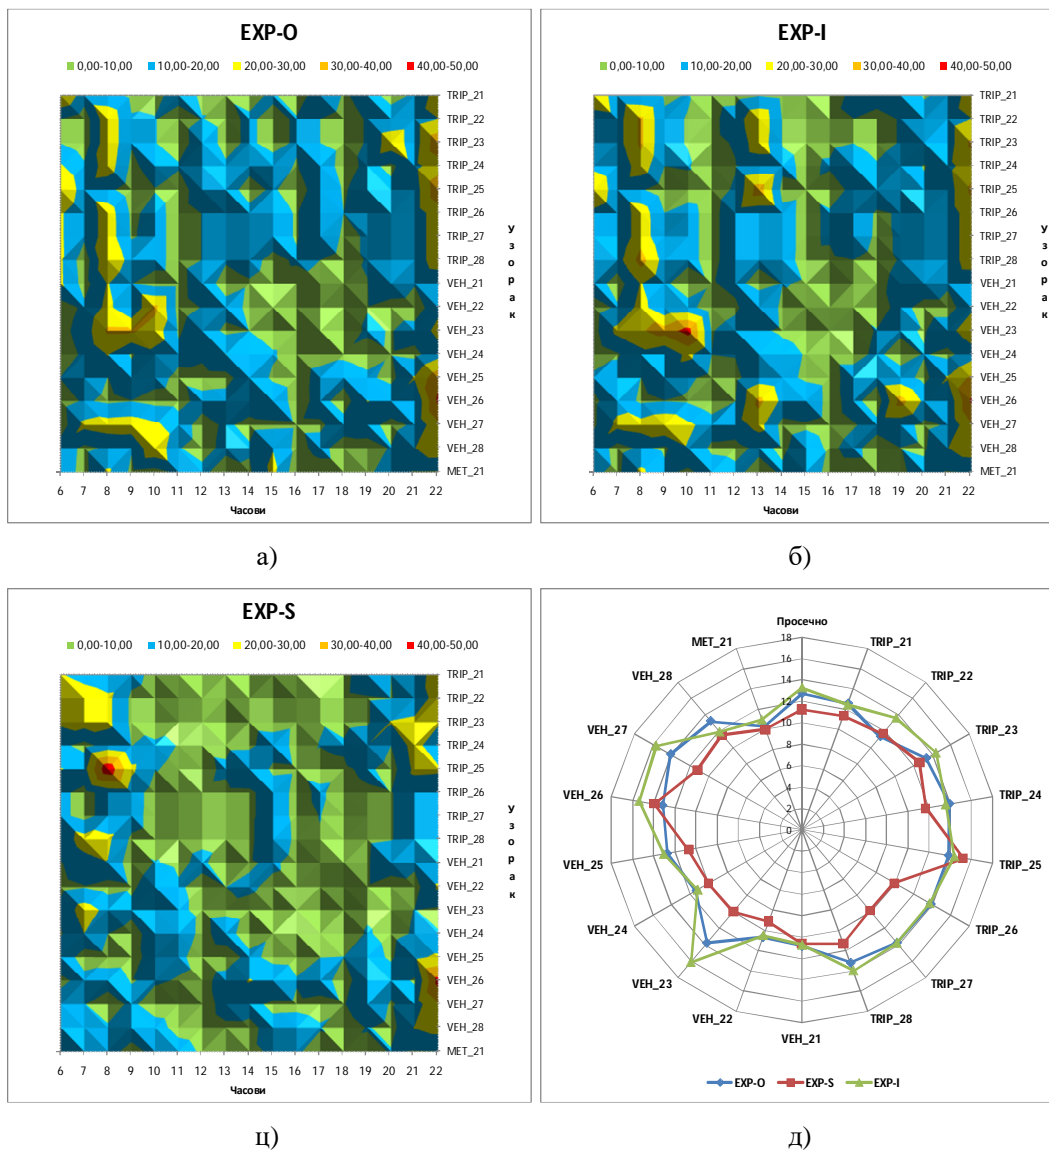 EXP-O
0,00-10,00 10,00-20,00 20,00-30,00 30,00-40,00 40,00-50,00
TRIP_21
TRIP_22
TRIP_23
TRIP_24
TRIP_25
TRIP_26
TRIP_27
TRIP_28
VEH_21
VEH_22
VEH_23
VEH_24
VEH_25
VEH_26
VEH_27
VEH_28
MET_21
Узорак
6 7 8 9 10 11 12 13 14 15 16 17 18 19 20 21 22
Часови
а)
EXP-I
0,00-10,00 10,00-20,00 20,00-30,00 30,00-40,00 40,00-50,00
TRIP_21
TRIP_22
TRIP_23
TRIP_24
TRIP_25
TRIP_26
TRIP_27
TRIP_28
VEH_21
VEH_22
VEH_23
VEH_24
VEH_25
VEH_26
VEH_27
VEH_28
MET_21
Узорак
6 7 8 9 10 11 12 13 14 15 16 17 18 19 20 21 22
Часови
б)
EXP-S
0,00-10,00 10,00-20,00 20,00-30,00 30,00-40,00 40,00-50,00
TRIP_21
TRIP_22
TRIP_23
TRIP_24
TRIP_25
TRIP_26
TRIP_27
TRIP_28
VEH_21
VEH_22
VEH_23
VEH_24
VEH_25
VEH_26
VEH_27
VEH_28
MET_21
Узорак
6 7 8 9 10 11 12 13 14 15 16 17 18 19 20 21 22
Часови
ц)
Просечно
TRIP_21
TRIP_22
TRIP_23
TRIP_24
TRIP_25
TRIP_26
TRIP_27
TRIP_28
VEH_21
VEH_22
VEH_23
VEH_24
VEH_25
VEH_26
VEH_27
VEH_28
MET_21
18
16
14
12
10
8
6
4
2
0
EXP-O EXP-S EXP-I
д)